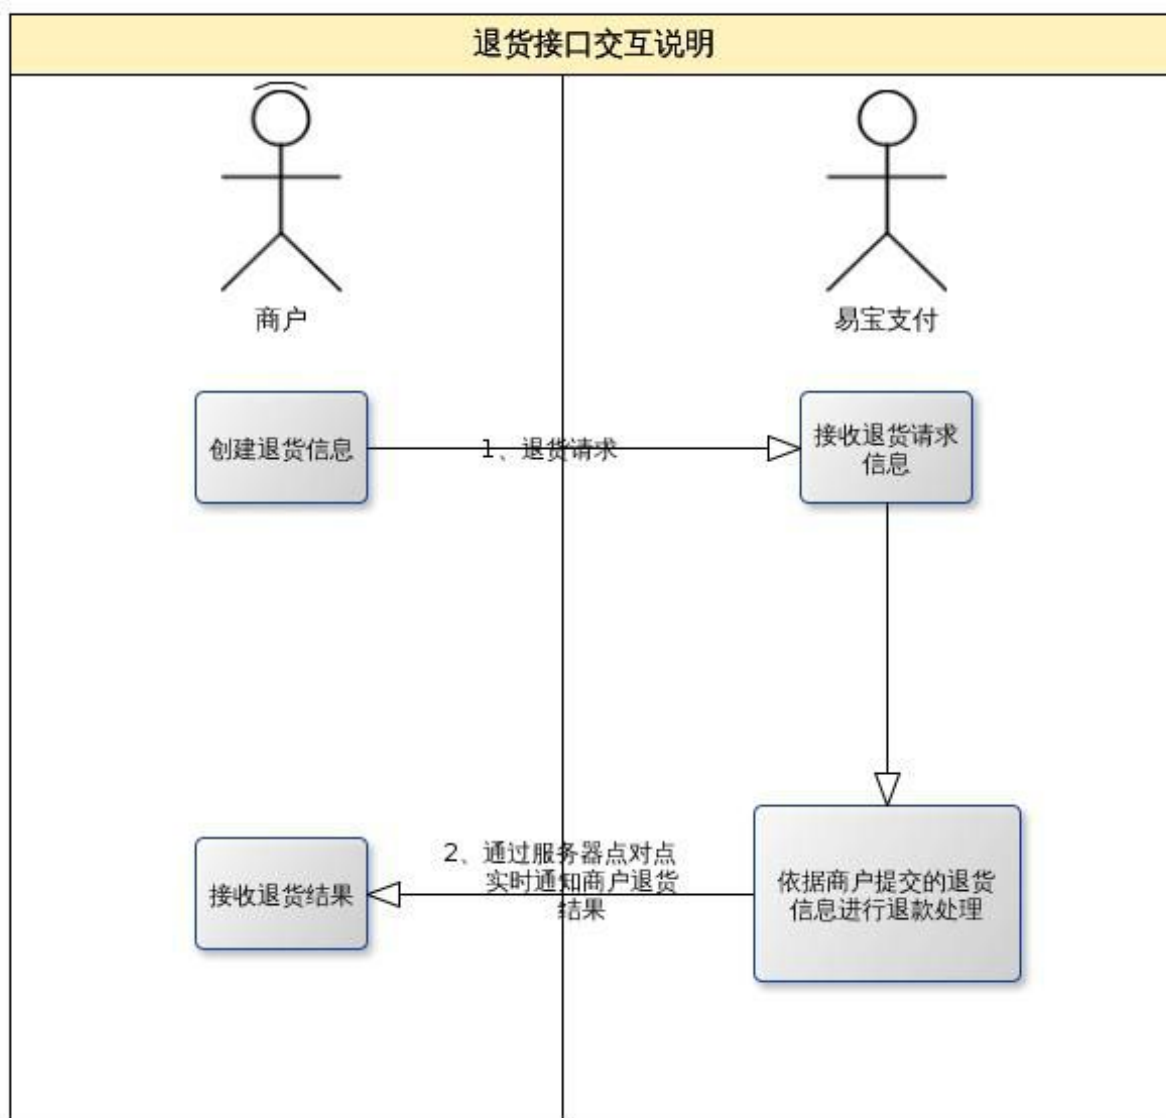 退货接口交互说明
商户
易宝支付
创建退货信息
1、退货请求
接收退货请求
信息
接收退货结果
2、通过服务器点对点
实时通知商户退货
结果
依据商户提交的退货
信息进行退款处理